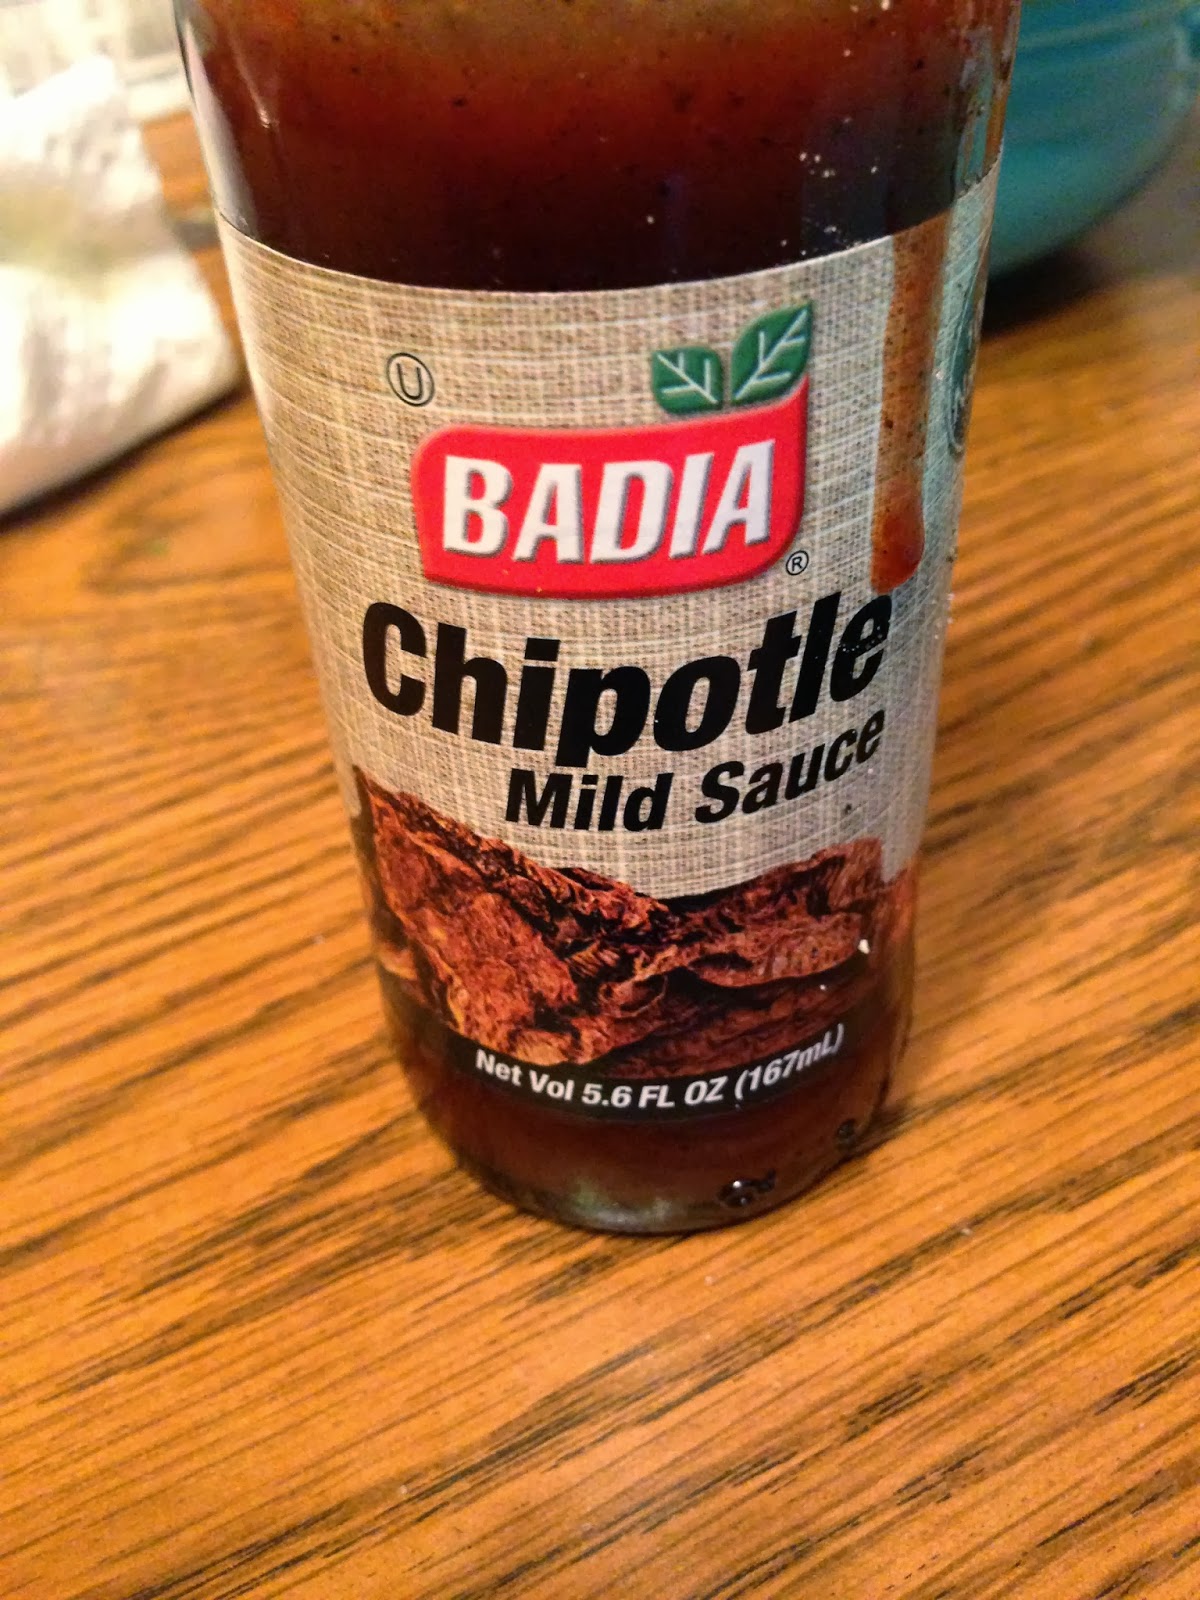 U
BADIA
®
Chipotle
Mild Sauce
Net Vol 5.6 FL OZ (167mL)